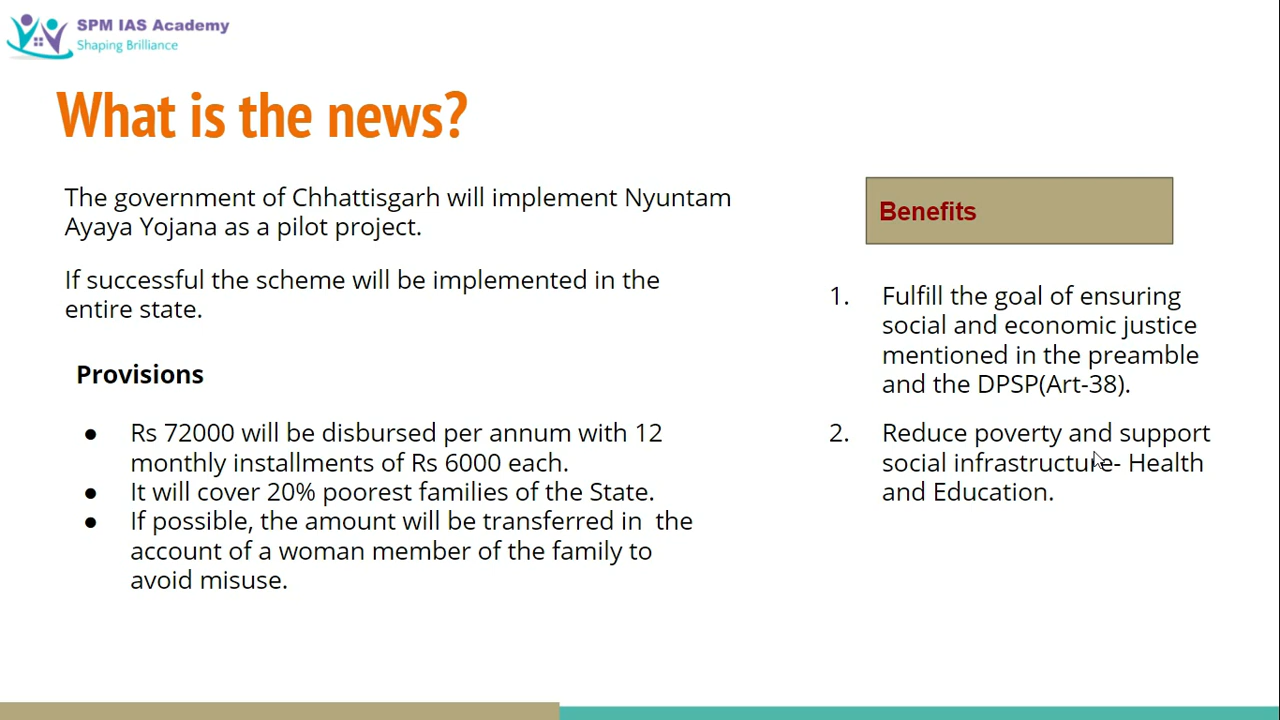 SPM IAS Academy
Shaping Brilliance
What is the news?
The government of Chhattisgarh will implement Nyuntam
Ayaya Yojana as a pilot project.
If successful the scheme will be implemented in the
entire state.
Provisions
● Rs 72000 will be disbursed per annum with 12
monthly installments of Rs 6000 each.
● It will cover 20% poorest families of the State.
● If possible, the amount will be transferred in  the
account of a woman member of the family to
avoid misuse.
Benefits
1. Fulfill the goal of ensuring
social and economic justice
mentioned in the preamble
and the DPSP(Art-38).
2. Reduce poverty and support
social infrastructure- Health
and Education.